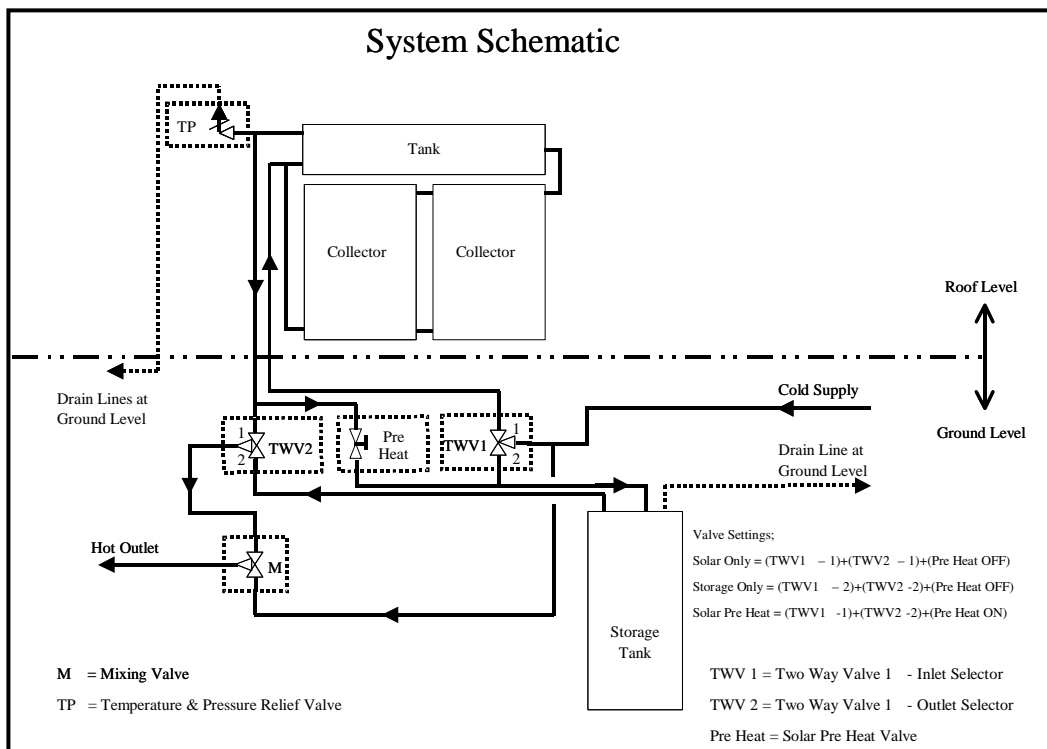 System Schematic
TP
Tank
Collector
Collector
Roof Level
Drain Lines at
Ground Level
Cold Supply
Ground Level
1
TWV2
2
Pre
Heat
1
TWV1
2
Drain Line at
Ground Level
Hot Outlet
M
Storage
Tank
Valve Settings;
Solar Only = (TWV1 – 1)+(TWV2 – 1)+(Pre Heat OFF)
Storage Only = (TWV1 – 2)+(TWV2 -2)+(Pre Heat OFF)
Solar Pre Heat = (TWV1 -1)+(TWV2 -2)+(Pre Heat ON)
M = Mixing Valve
TP = Temperature & Pressure Relief Valve
TWV 1 = Two Way Valve 1 - Inlet Selector
TWV 2 = Two Way Valve 1 - Outlet Selector
Pre Heat = Solar Pre Heat Valve